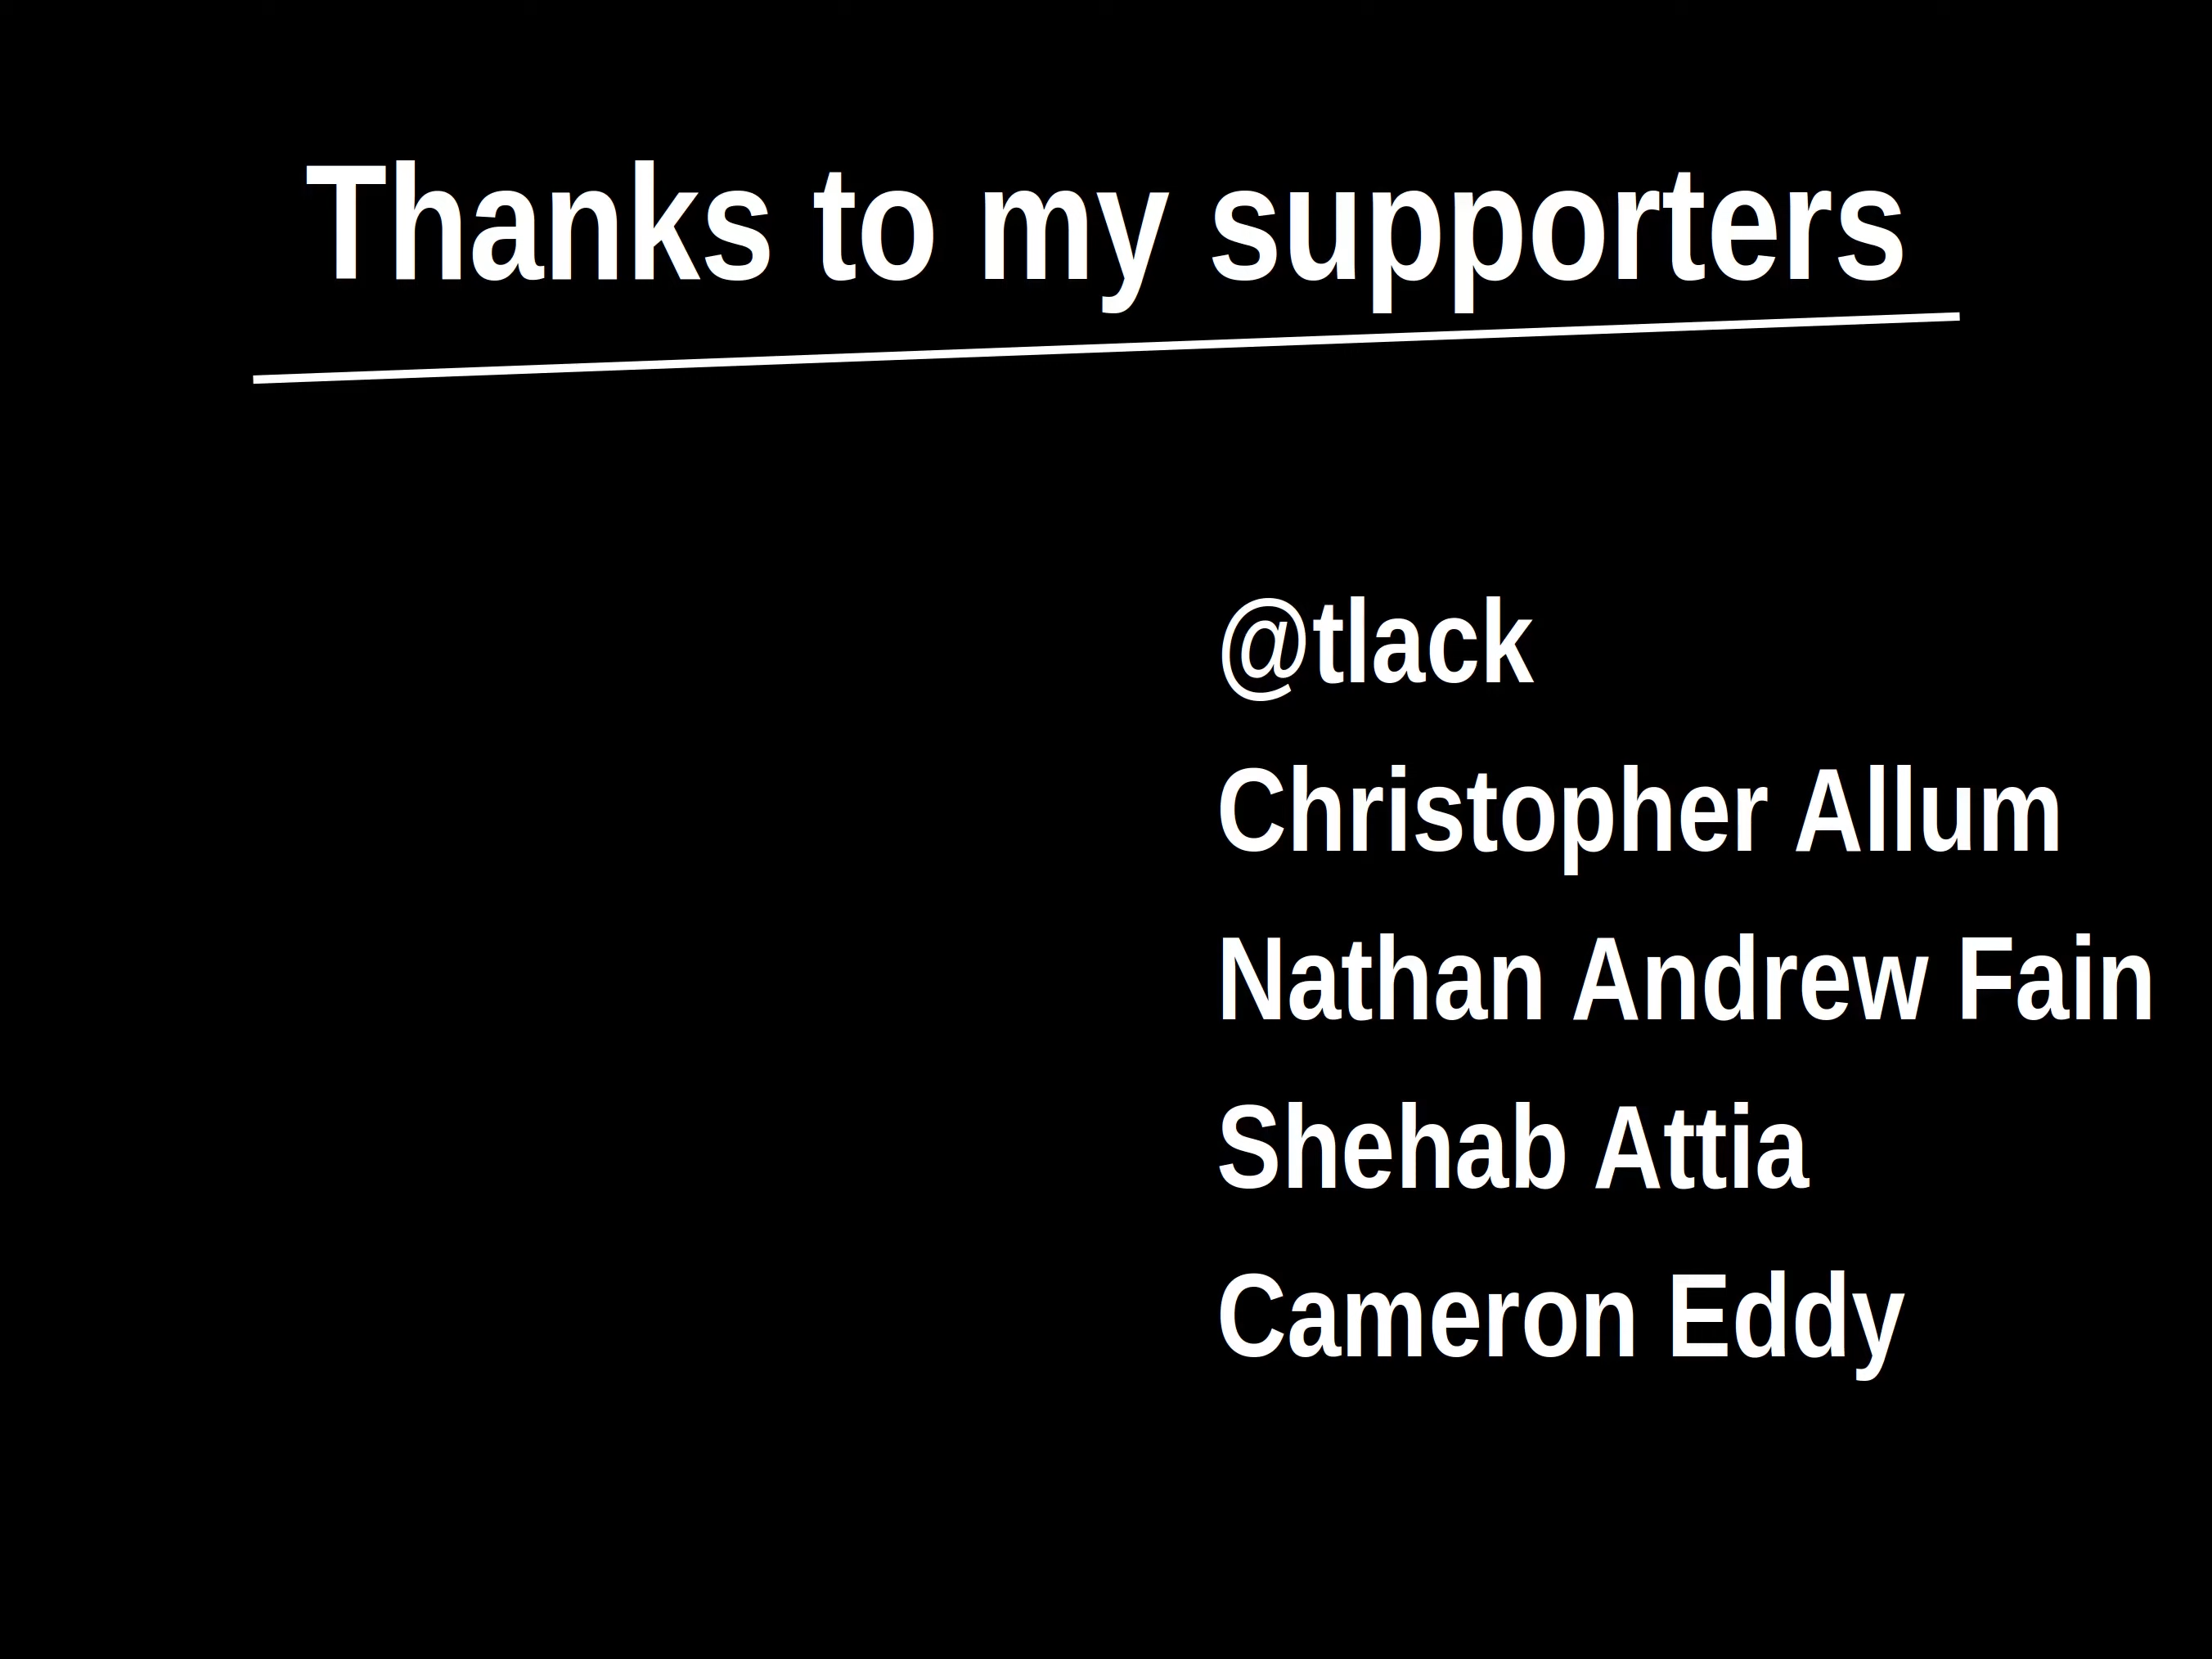 Thanks to my supporters
@tlack
Christopher Allum
Nathan Andrew Fain
Shehab Attia
Cameron Eddy